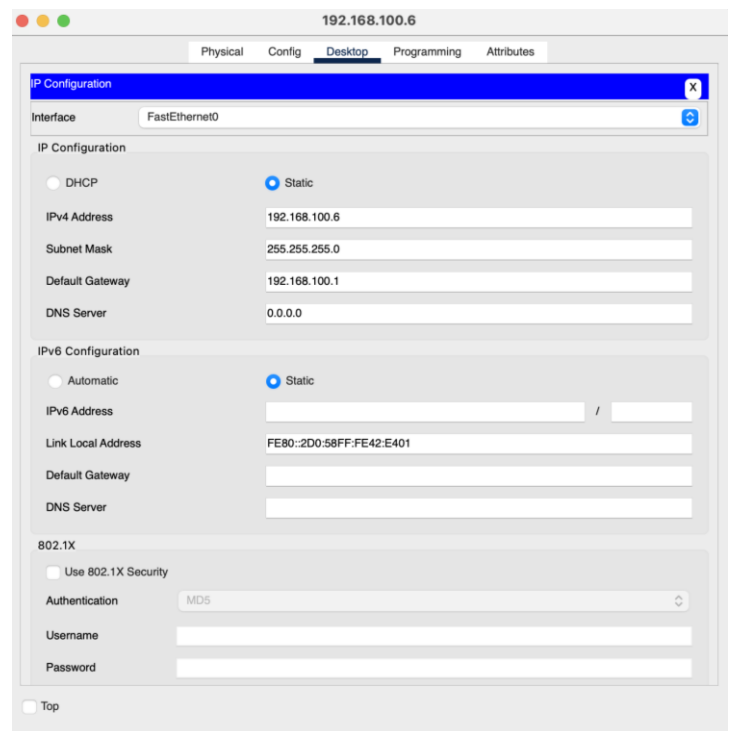 192.168.100.6
Physical Config Desktop Programming Attributes
IP Configuration
X
Interface FastEthernet0
IP Configuration
DHCP Static
IPv4 Address 192.168.100.6
Subnet Mask 255.255.255.0
Default Gateway 192.168.100.1
DNS Server 0.0.0.0
IPv6 Configuration
Automatic Static
IPv6 Address /
Link Local Address FE80::2D0:58FF:FE42:E401
Default Gateway
DNS Server
802.1X
Use 802.1X Security
Authentication MD5
Username
Password
Top